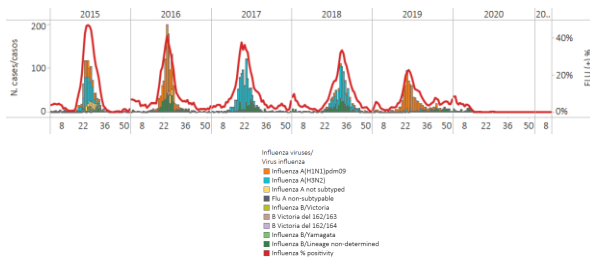 2015 2016 2017 2018 2019 2020 20..
200
100
0
N. cases/casos
40%
20%
0%
FLU (+) %
8 22 36 50 8 22 36 50 8 22 36 50 8 22 36 50 8 22 36 50 8 22 36 50 8
Influenza viruses/
Virus influenza
Influenza A(H1N1)pdm09
Influenza A(H3N2)
Influenza A not subtyped
Flu A non-subtypable
Influenza B/Victoria
B Victoria del 162/163
B Victoria del 162/164
Influenza B/Yamagata
Influenza B/Lineage non-determined
Influenza % positivity